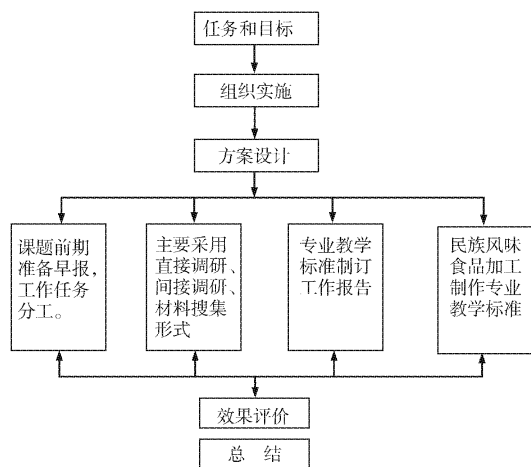 任务和目标
组织实施
方案设计
课题前期
准备早报，
工作任务
分工。
主要采用
直接调研、
间接调研、
材料搜集
形式
专业教学
标准制订
工作报告
民族风味
食品加工
制作专业
教学标准
效果评价
总 结